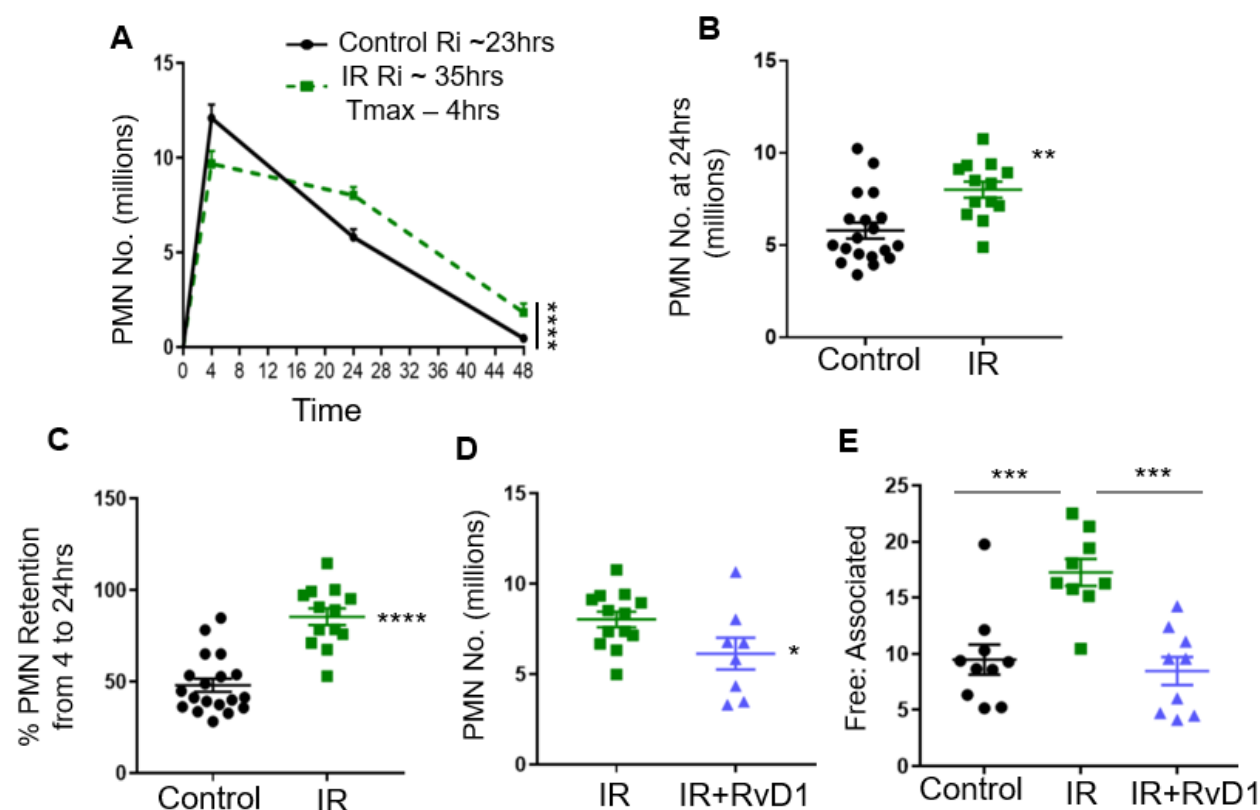 A
Control Ri ~23hrs
IR Ri ~ 35hrs
Tmax – 4hrs
PMN No. (millions)
15
10
5
0
0 4 8 12 16 20 24 28 32 36 40 44 48
Time
****
B
PMN No. at 24hrs
(millions)
15
10
5
0
**
Control IR
C
% PMN Retention
from 4 to 24hrs
150
100
50
0
****
Control IR
D
PMN No. (millions)
15
10
5
0
*
IR IR+RvD1
E
Free: Associated
25
20
15
10
5
0
*** ***
Control IR IR+RvD1